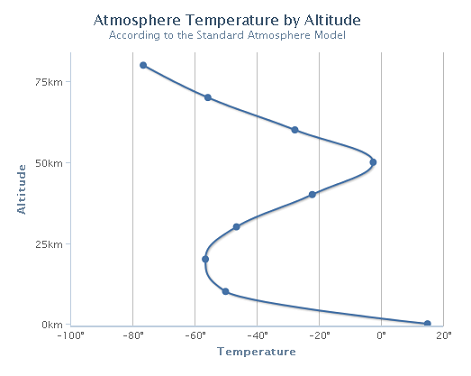 Atmosphere Temperature by Altitude
According to the Standard Atmosphere Model
75km
50km
25km
0km
-100° -80° -60° -40° -20° 0° 20°
Altitude
Temperature